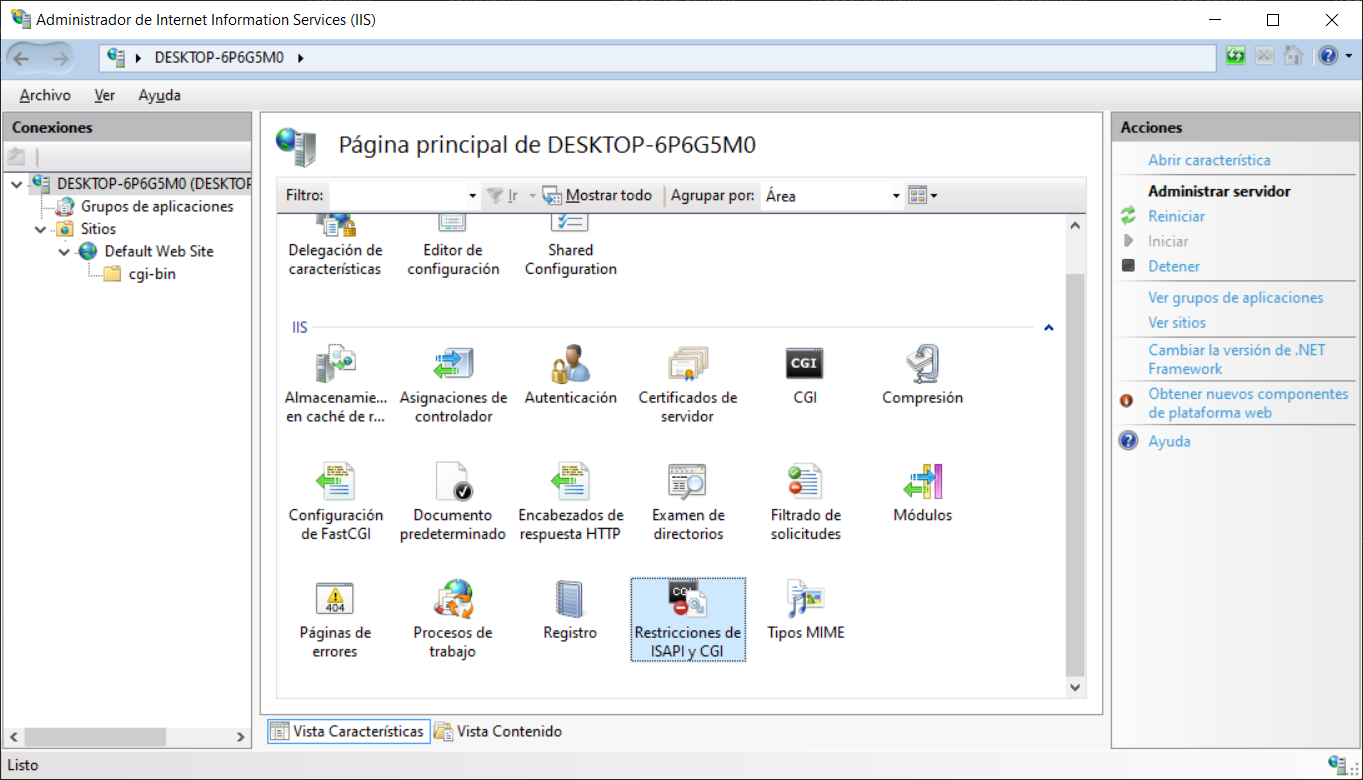 Administrador de Internet Information Services (IIS)
DESKTOP-6P6G5M0
Archivo Ver Ayuda
Conexiones
DESKTOP-6P6G5M0 (DESKTOP
Grupos de aplicaciones
Sitios
Default Web Site
cgi-bin
Página principal de DESKTOP-6P6G5M0
Filtro: Ir Mostrar todo Agrupar por: Área
Delegación de
características
Editor de
configuración
Shared
Configuration
IIS
Almacenamie...
en caché de r...
Asignaciones de
controlador
Autenticación
Certificados de
servidor
CGI
CGI
Compresión
Configuración
de FastCGI
Documento
predeterminado
Encabezados de
respuesta HTTP
Examen de
directorios
Filtrado de
solicitudes
Módulos
404
Páginas de
errores
Procesos de
trabajo
Registro
CGI
Restricciones de
ISAPI y CGI
Tipos MIME
Vista Características Vista Contenido
Acciones
Abrir característica
Administrar servidor
Reiniciar
Iniciar
Detener
Ver grupos de aplicaciones
Ver sitios
Cambiar la versión de .NET
Framework
Obtener nuevos componentes
de plataforma web
Ayuda
Listo